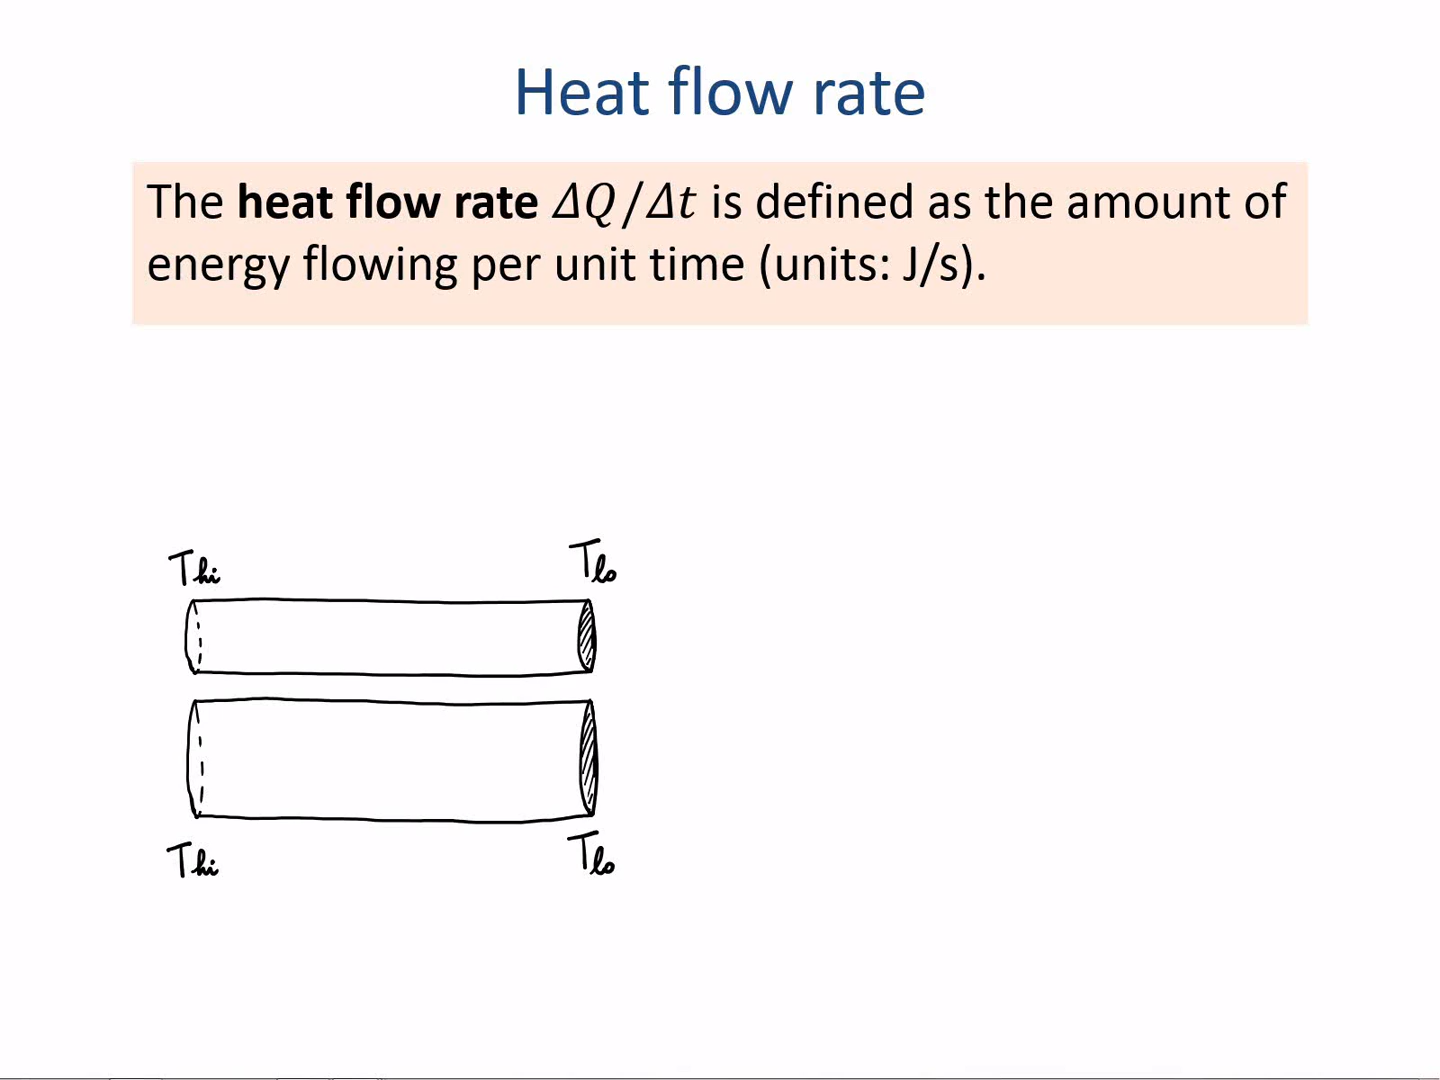 Heat flow rate
The heat flow rate ΔQ/Δt is defined as the amount of
energy flowing per unit time (units: J/s).
Thi Tlo
Thi Tlo